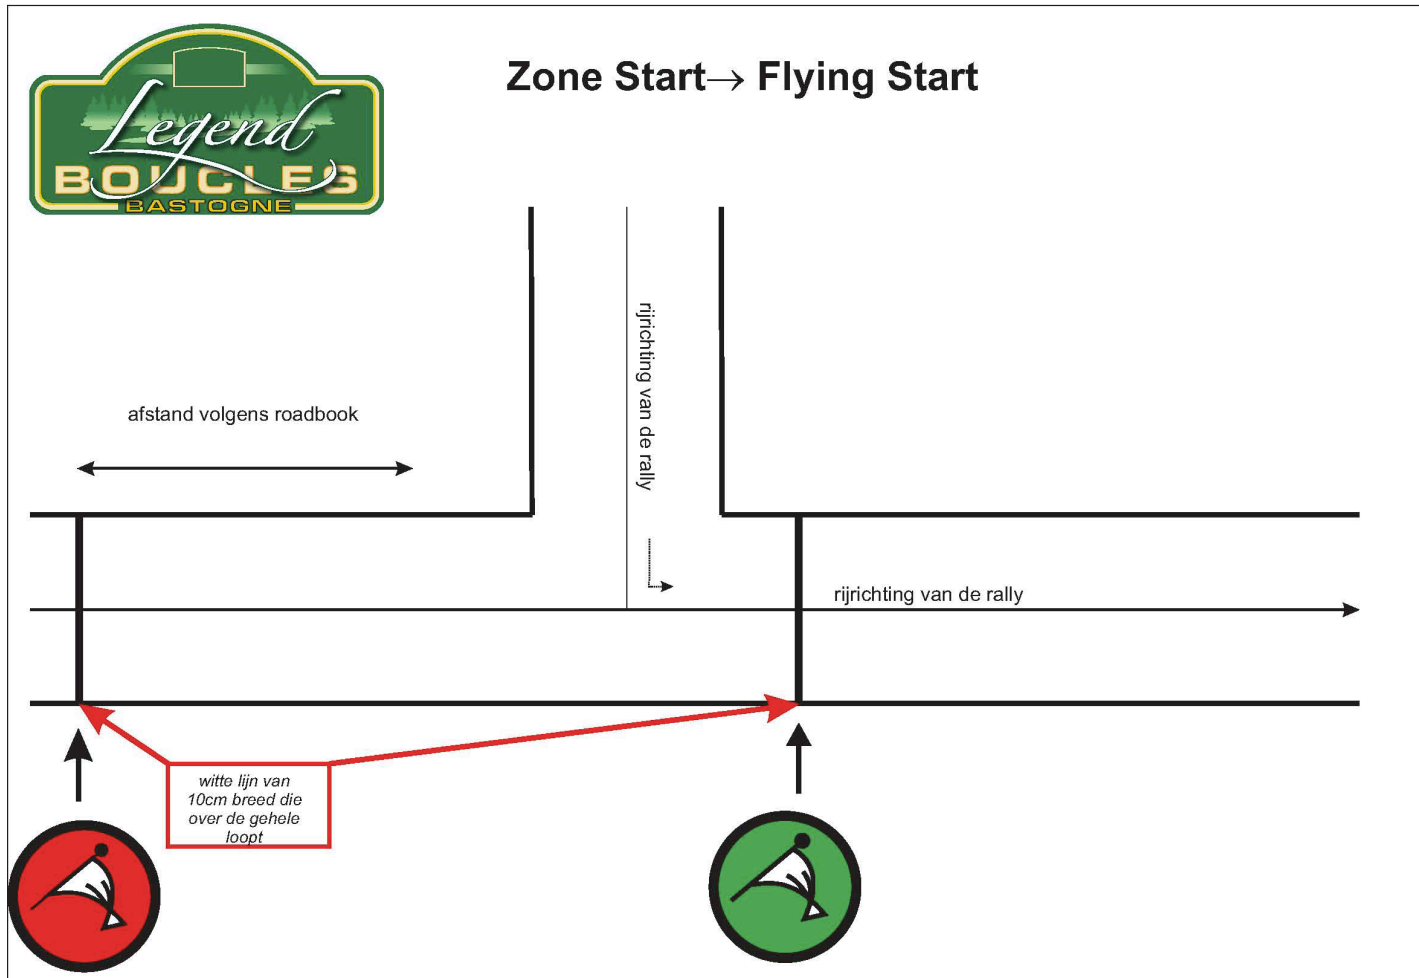 Legend
BOUCLES
BASTOGNE
Zone Start→ Flying Start
rijrichting van de rally
afstand volgens roadbook
rijrichting van de rally
witte lijn van
10cm breed die
over de gehele
loopt